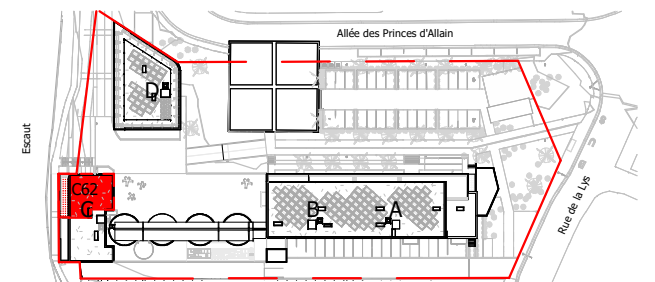 Allée des Princes d'Allain
D
Escaut
C62
C
B
A
Rue de la Lys